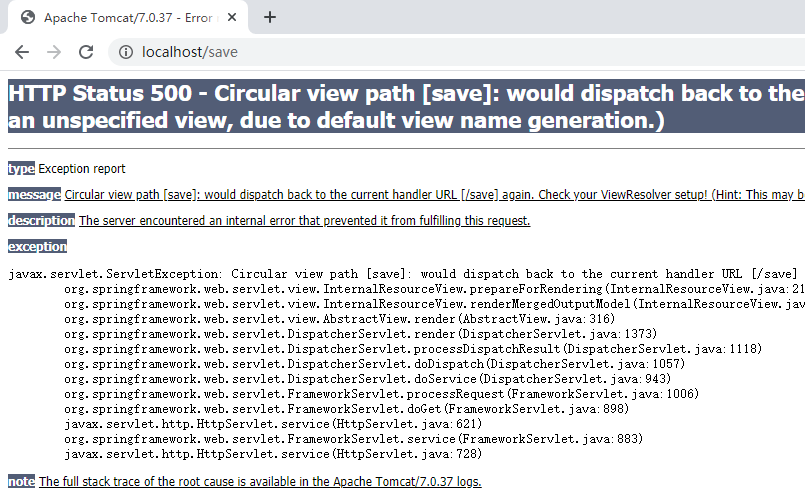 Apache Tomcat/7.0.37 - Error
localhost/save
HTTP Status 500 - Circular view path [save]: would dispatch back to the
an unspecified view, due to default view name generation.)
type Exception report
message Circular view path [save]: would dispatch back to the current handler URL [/save] again. Check your ViewResolver setup! (Hint: This may be
description The server encountered an internal error that prevented it from fulfilling this request.
exception
javax.servlet.ServletException: Circular view path [save]: would dispatch back to the current handler URL [/save]
org.springframework.web.servlet.view.InternalResourceView.prepareForRendering(InternalResourceView.java:21
org.springframework.web.servlet.view.InternalResourceView.renderMergedOutputModel(InternalResourceView.jav
org.springframework.web.servlet.view.AbstractView.render(AbstractView.java:316)
org.springframework.web.servlet.DispatcherServlet.render(DispatcherServlet.java:1373)
org.springframework.web.servlet.DispatcherServlet.processDispatchResult(DispatcherServlet.java:1118)
org.springframework.web.servlet.DispatcherServlet.doDispatch(DispatcherServlet.java:1057)
org.springframework.web.servlet.DispatcherServlet.doService(DispatcherServlet.java:943)
org.springframework.web.servlet.FrameworkServlet.processRequest(FrameworkServlet.java:1006)
org.springframework.web.servlet.FrameworkServlet.doGet(FrameworkServlet.java:898)
javax.servlet.http.HttpServlet.service(HttpServlet.java:621)
org.springframework.web.servlet.FrameworkServlet.service(FrameworkServlet.java:883)
javax.servlet.http.HttpServlet.service(HttpServlet.java:728)
note The full stack trace of the root cause is available in the Apache Tomcat/7.0.37 logs.